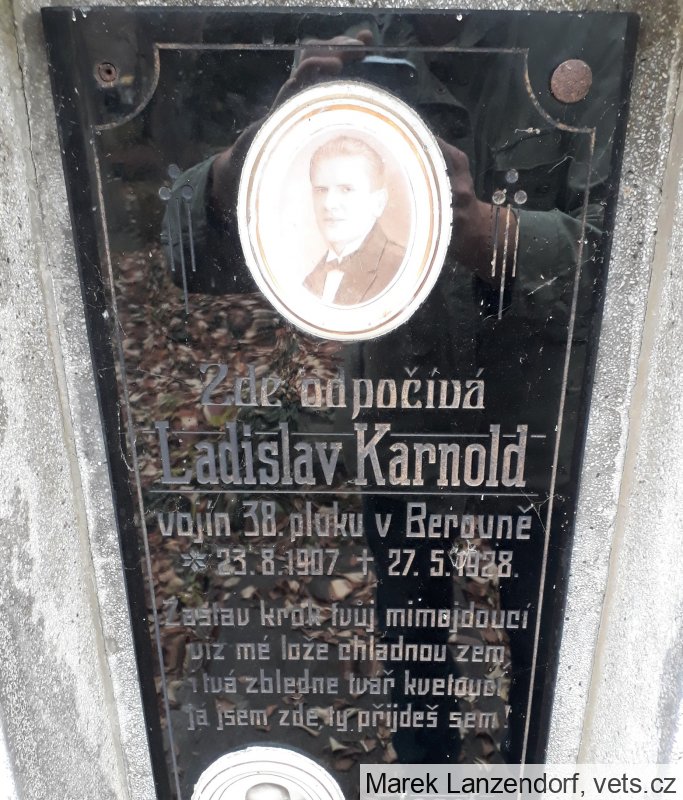 Zde odpočívá
Ladislav Karnold
vojín 38. pluku v Berouně
* 23.8.1907 + 27.5.1928.
Zastav krok tvůj mimojdoucí
viz mé lože chladnou zem,
i tvá zbledne tvář kvetoucí
já jsem zde, ty přijdeš sem!
Marek Lanzendorf, vets.cz